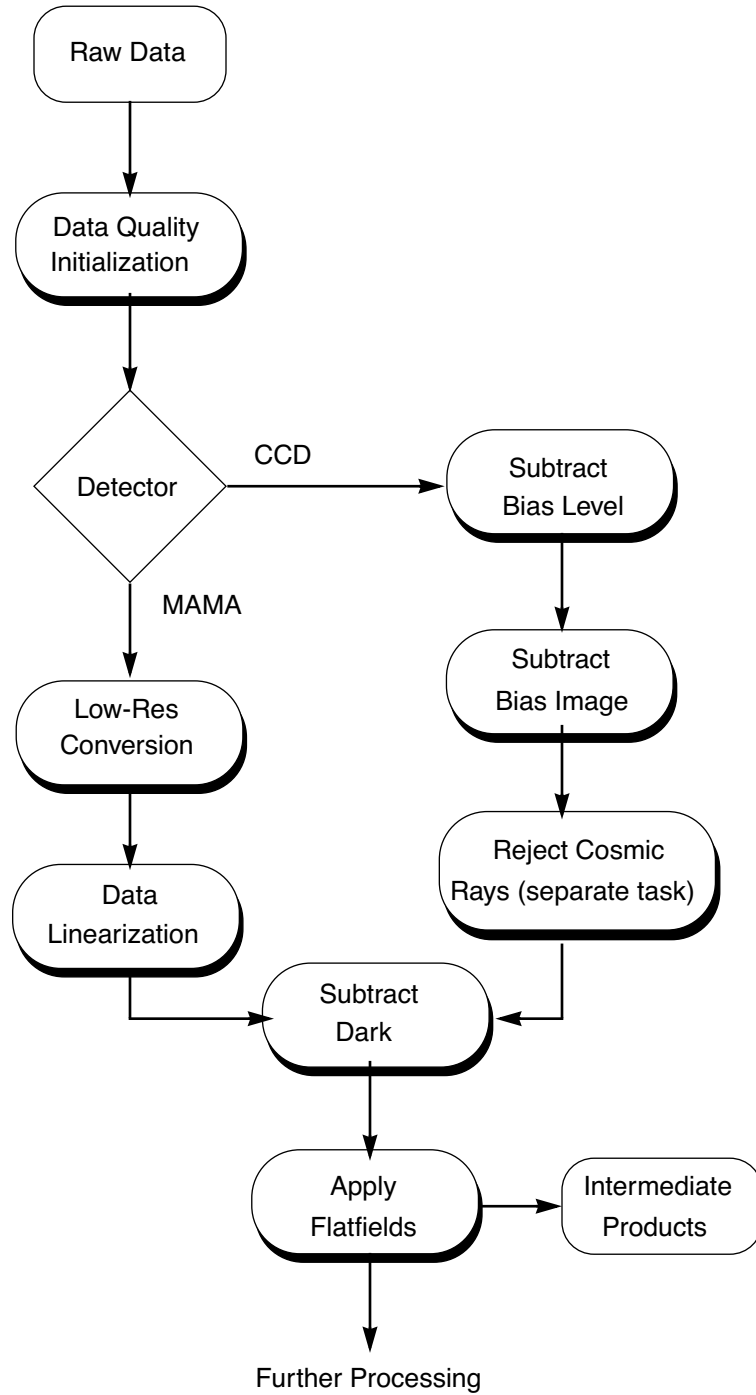 Raw Data
Data Quality
Initialization
Detector
CCD
Subtract
Bias Level
MAMA
Subtract
Bias Image
Low-Res
Conversion
Reject Cosmic
Rays (separate task)
Data
Linearization
Subtract
Dark
Apply
Flatfields
Intermediate
Products
Further Processing